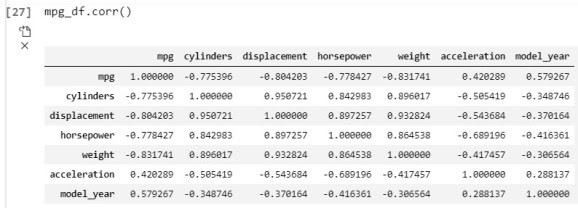 [27] mpg_df.corr()
mpg cylinders displacement horsepower weight acceleration model_year
mpg 1.000000 -0.775396 -0.804203 -0.778427 -0.831741 0.420289 0.579267
cylinders -0.775396 1.000000 0.950721 0.842983 0.896017 -0.505419 -0.348746
displacement -0.804203 0.950721 1.000000 0.897257 0.932824 -0.543684 -0.370164
horsepower -0.778427 0.842983 0.897257 1.000000 0.864538 -0.689196 -0.416361
weight -0.831741 0.896017 0.932824 0.864538 1.000000 -0.417457 -0.306564
acceleration 0.420289 -0.505419 -0.543684 -0.689196 -0.417457 1.000000 0.288137
model_year 0.579267 -0.348746 -0.370164 -0.416361 -0.306564 0.288137 1.000000